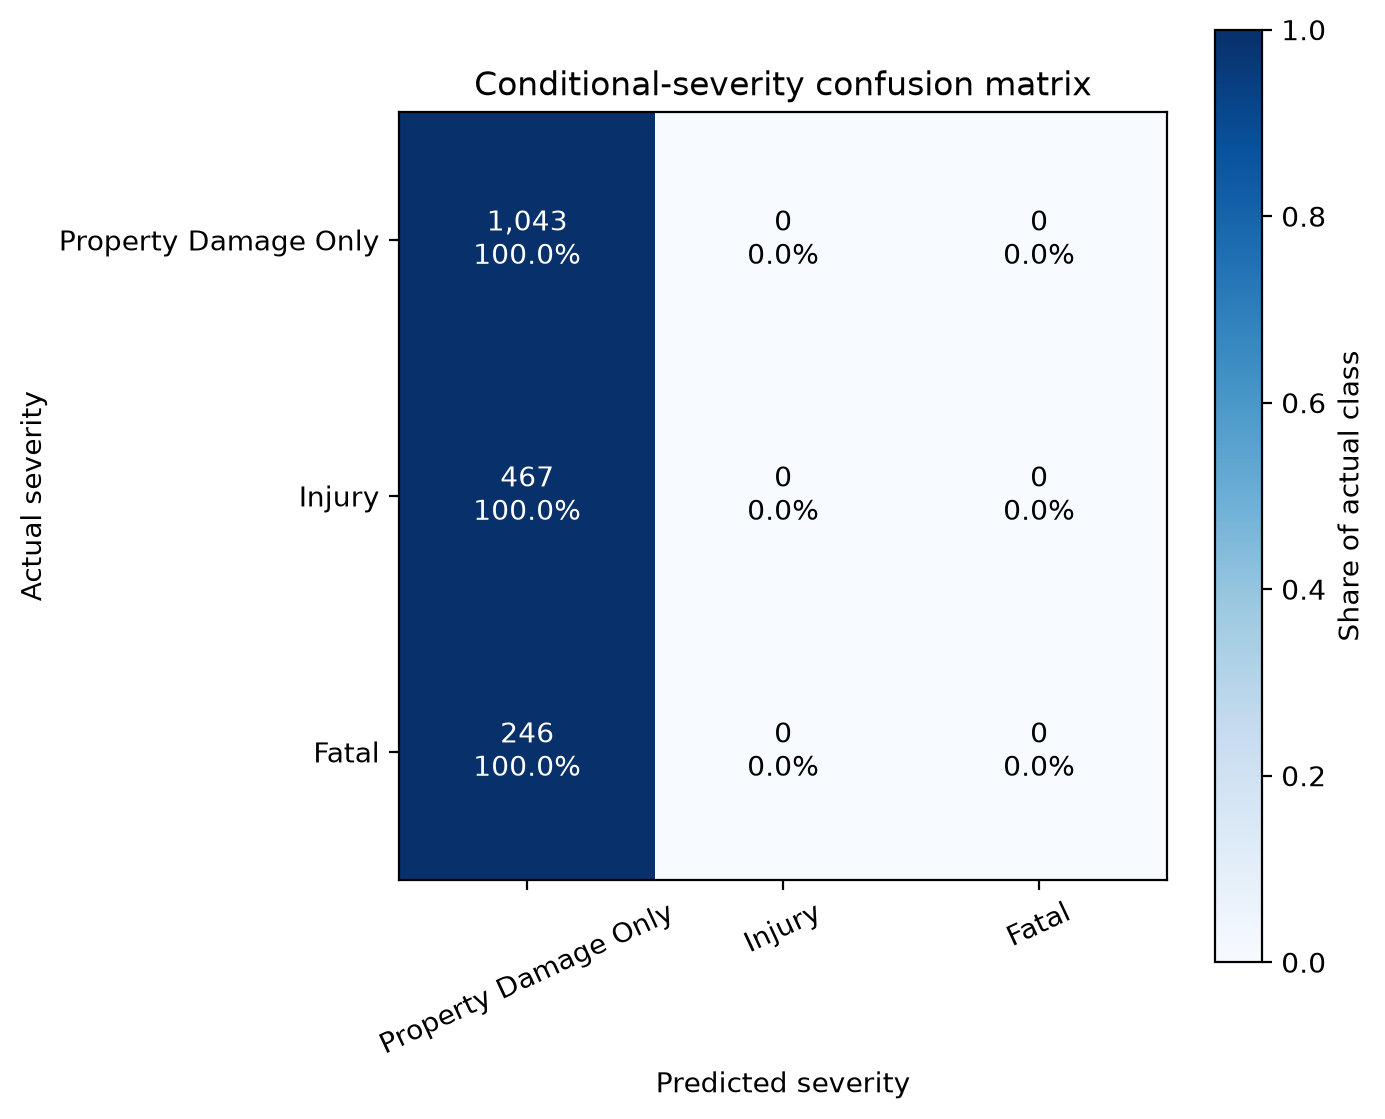 Conditional-severity confusion matrix
Actual severity
Property Damage Only
1,043
100.0%
0
0.0%
0
0.0%
Injury
467
100.0%
0
0.0%
0
0.0%
Fatal
246
100.0%
0
0.0%
0
0.0%
Property Damage Only
Injury
Fatal
Predicted severity
1.0
0.8
0.6
0.4
0.2
0.0
Share of actual class